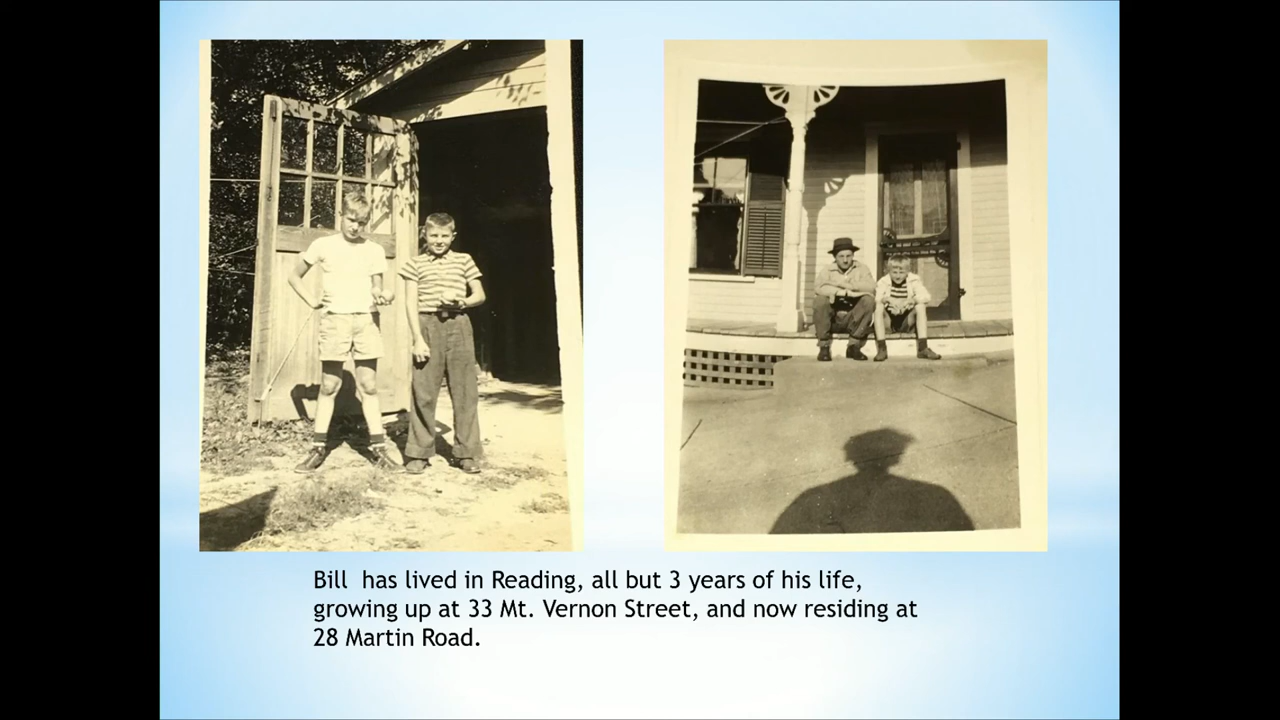 Bill  has lived in Reading, all but 3 years of his life,
growing up at 33 Mt. Vernon Street, and now residing at
28 Martin Road.